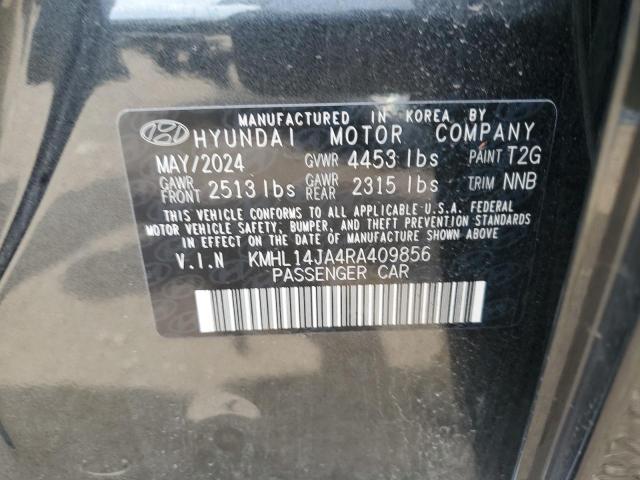 MANUFACTURED IN KOREA BY
HYUNDAI MOTOR COMPANY
MAY/2024 GVWR 4453 lbs PAINT T2G
GAWR FRONT 2513 lbs GAWR REAR 2315 lbs TRIM NNB
THIS VEHICLE CONFORMS TO ALL APPLICABLE U.S.A. FEDERAL
MOTOR VEHICLE SAFETY, BUMPER, AND THEFT PREVENTION STANDARDS
IN EFFECT ON THE DATE OF MANUFACTURE SHOWN ABOVE.
V.I.N KMHL14JA4RA409856
PASSENGER CAR